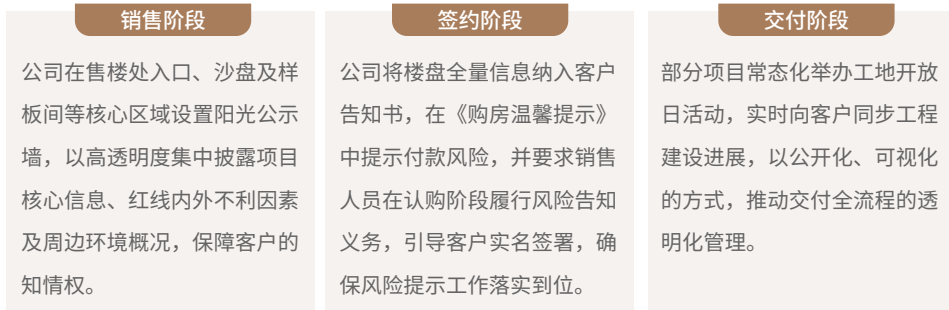 销售阶段
公司在售楼处入口、沙盘及样
板间等核心区域设置阳光公示
墙，以高透明度集中披露项目
核心信息、红线内外不利因素
及周边环境概况，保障客户的
知情权。
签约阶段
公司将楼盘全量信息纳入客户
告知书，在《购房温馨提示》
中提示付款风险，并要求销售
人员在认购阶段履行风险告知
义务，引导客户实名签署，确
保风险提示工作落实到位。
交付阶段
部分项目常态化举办工地开放
日活动，实时向客户同步工程
建设进展，以公开化、可视化
的方式，推动交付全流程的透
明化管理。